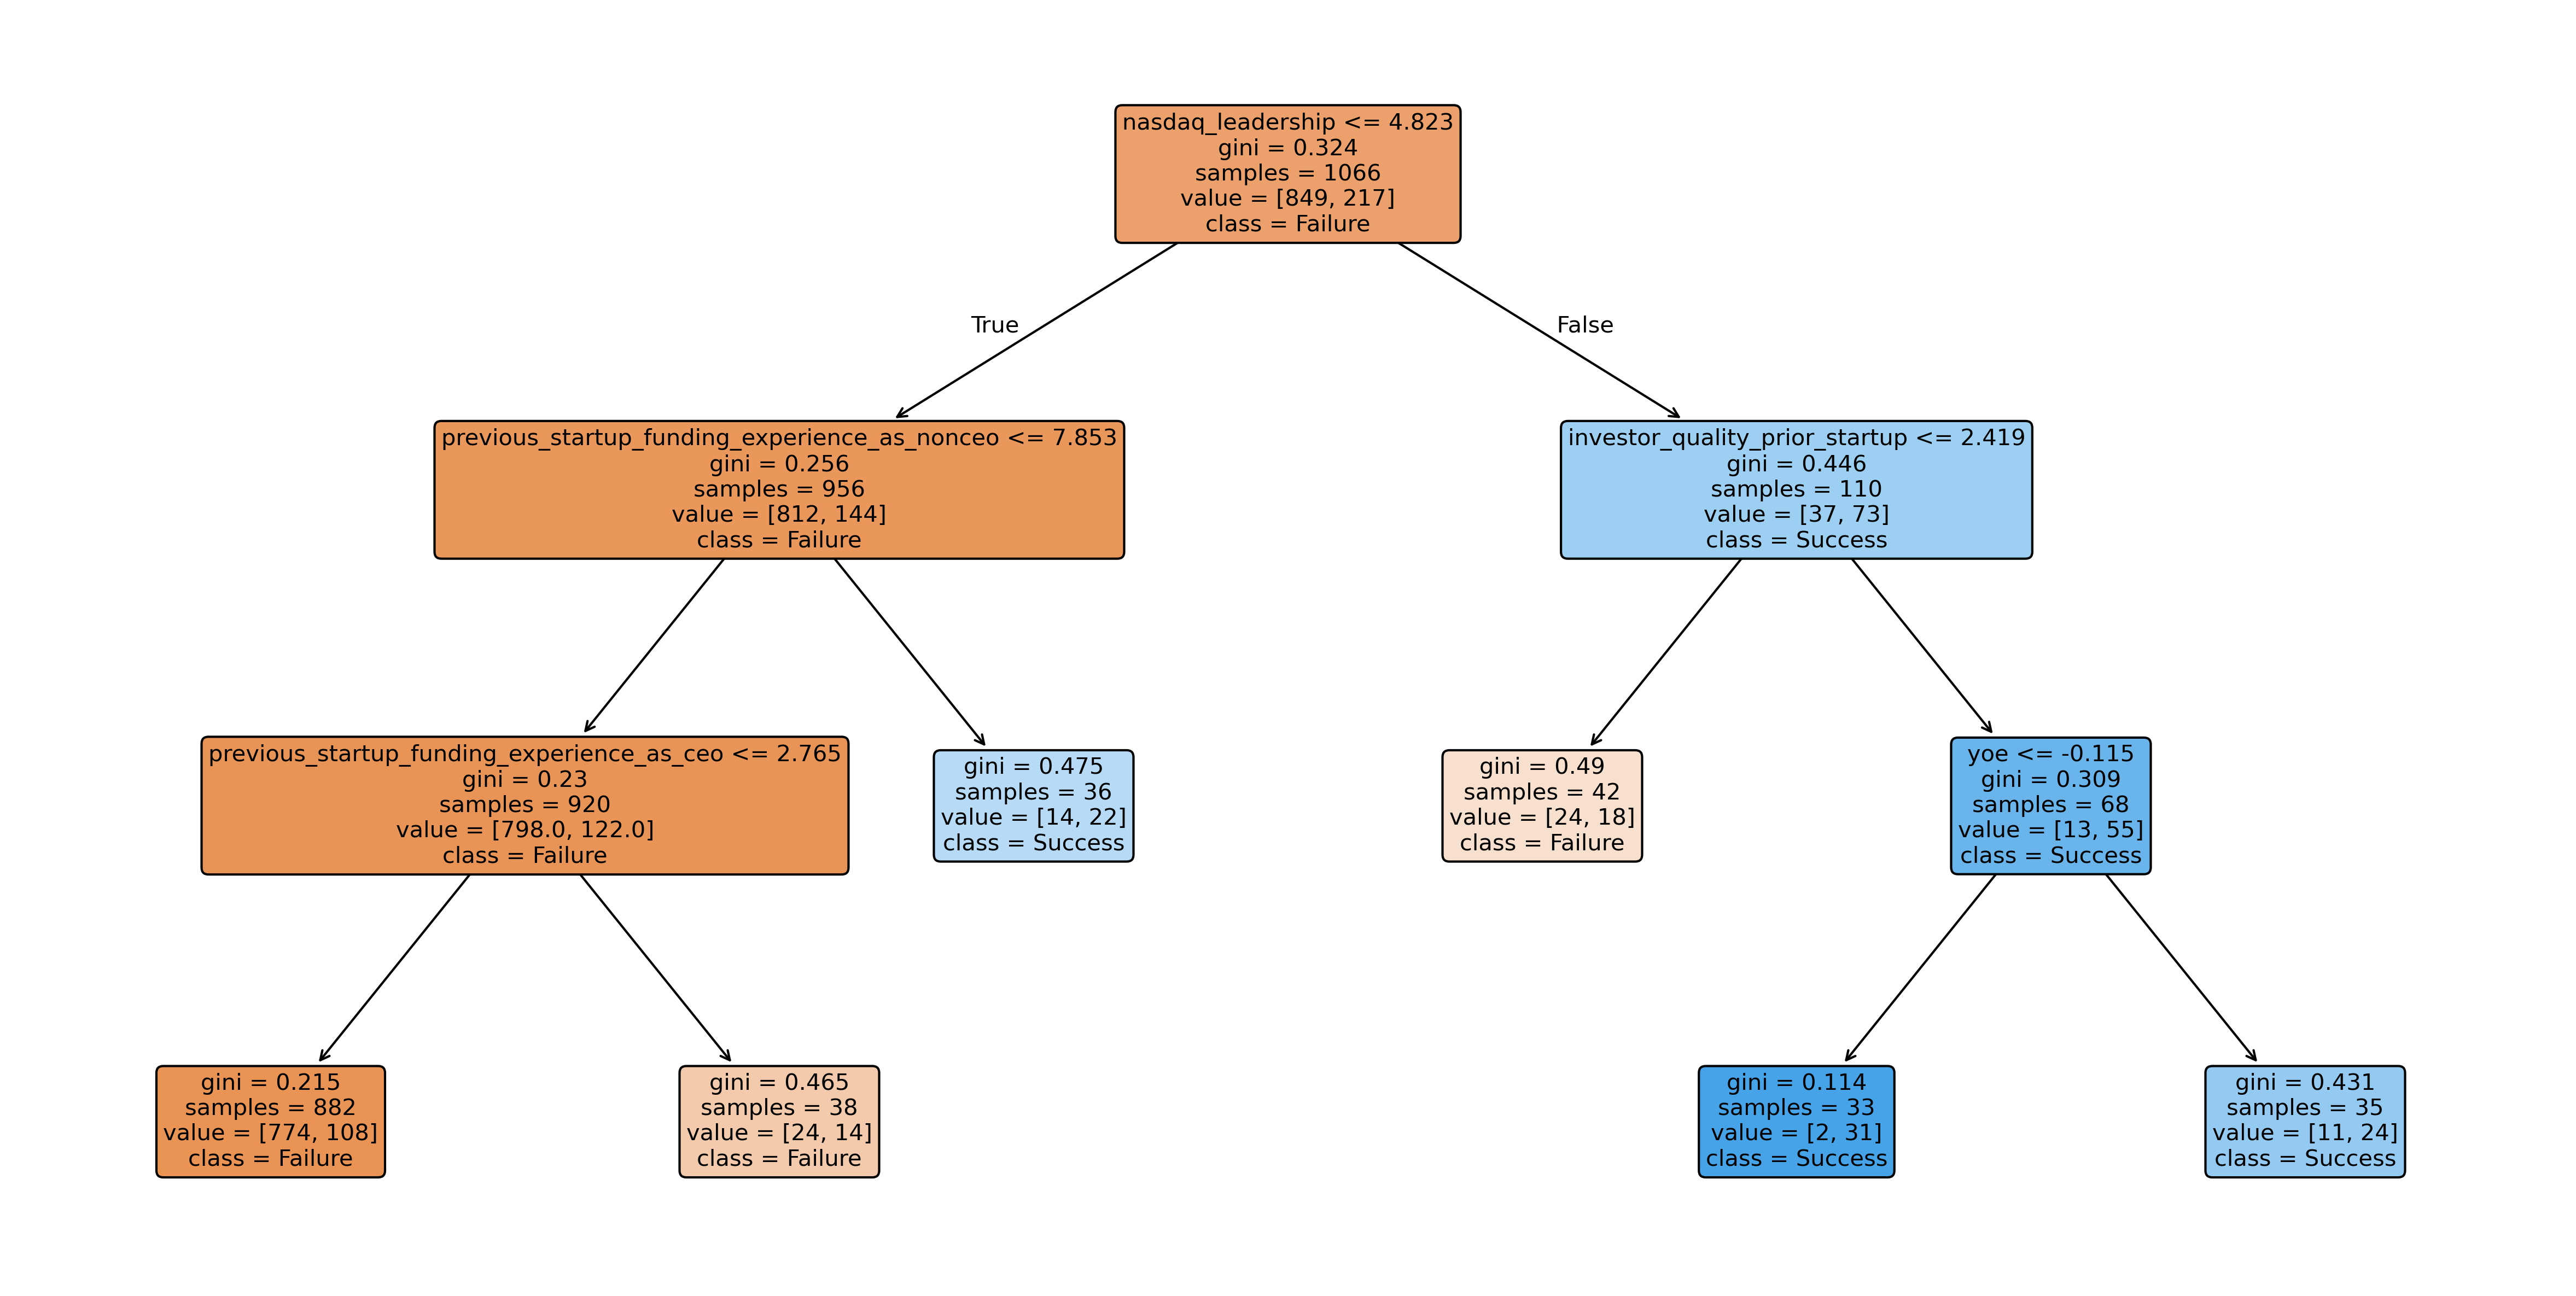 nasdaq_leadership <= 4.823
gini = 0.324
samples = 1066
value = [849, 217]
class = Failure
True
False
previous_startup_funding_experience_as_nonceo <= 7.853
gini = 0.256
samples = 956
value = [812, 144]
class = Failure
investor_quality_prior_startup <= 2.419
gini = 0.446
samples = 110
value = [37, 73]
class = Success
previous_startup_funding_experience_as_ceo <= 2.765
gini = 0.23
samples = 920
value = [798.0, 122.0]
class = Failure
gini = 0.475
samples = 36
value = [14, 22]
class = Success
gini = 0.49
samples = 42
value = [24, 18]
class = Failure
yoe <= -0.115
gini = 0.309
samples = 68
value = [13, 55]
class = Success
gini = 0.215
samples = 882
value = [774, 108]
class = Failure
gini = 0.465
samples = 38
value = [24, 14]
class = Failure
gini = 0.114
samples = 33
value = [2, 31]
class = Success
gini = 0.431
samples = 35
value = [11, 24]
class = Success